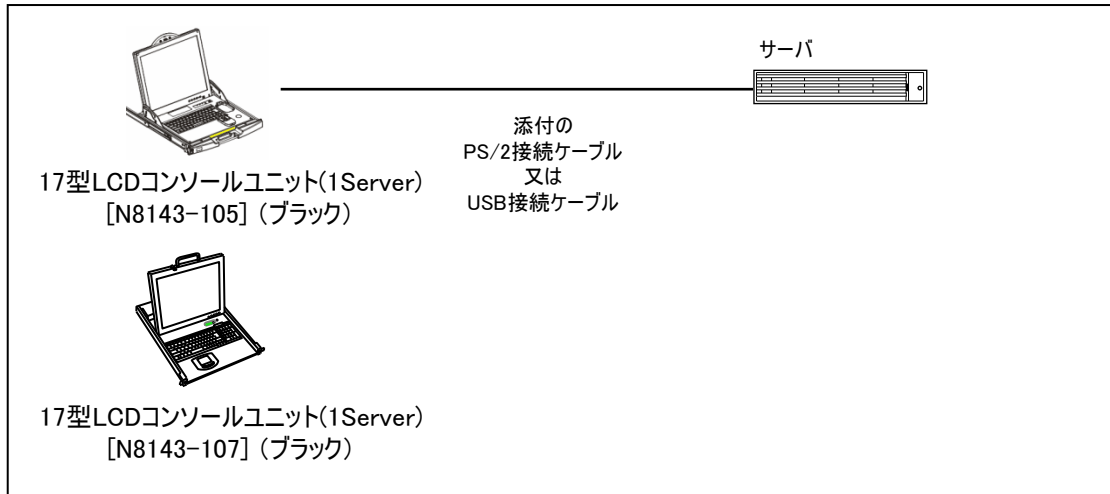 サーバ
添付の
PS/2接続ケーブル
又は
USB接続ケーブル
17型LCDコンソールユニット(1Server)
[N8143-105] (ブラック)
17型LCDコンソールユニット(1Server)
[N8143-107] (ブラック)